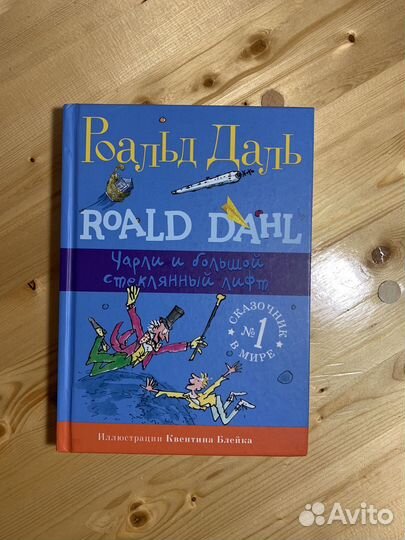 Роальд Даль
ROALD DAHL
Чарли и большой
стеклянный лифт
СКАЗОЧНИК
№1
В МИРЕ
Иллюстрации Квентина Блейка
Avito